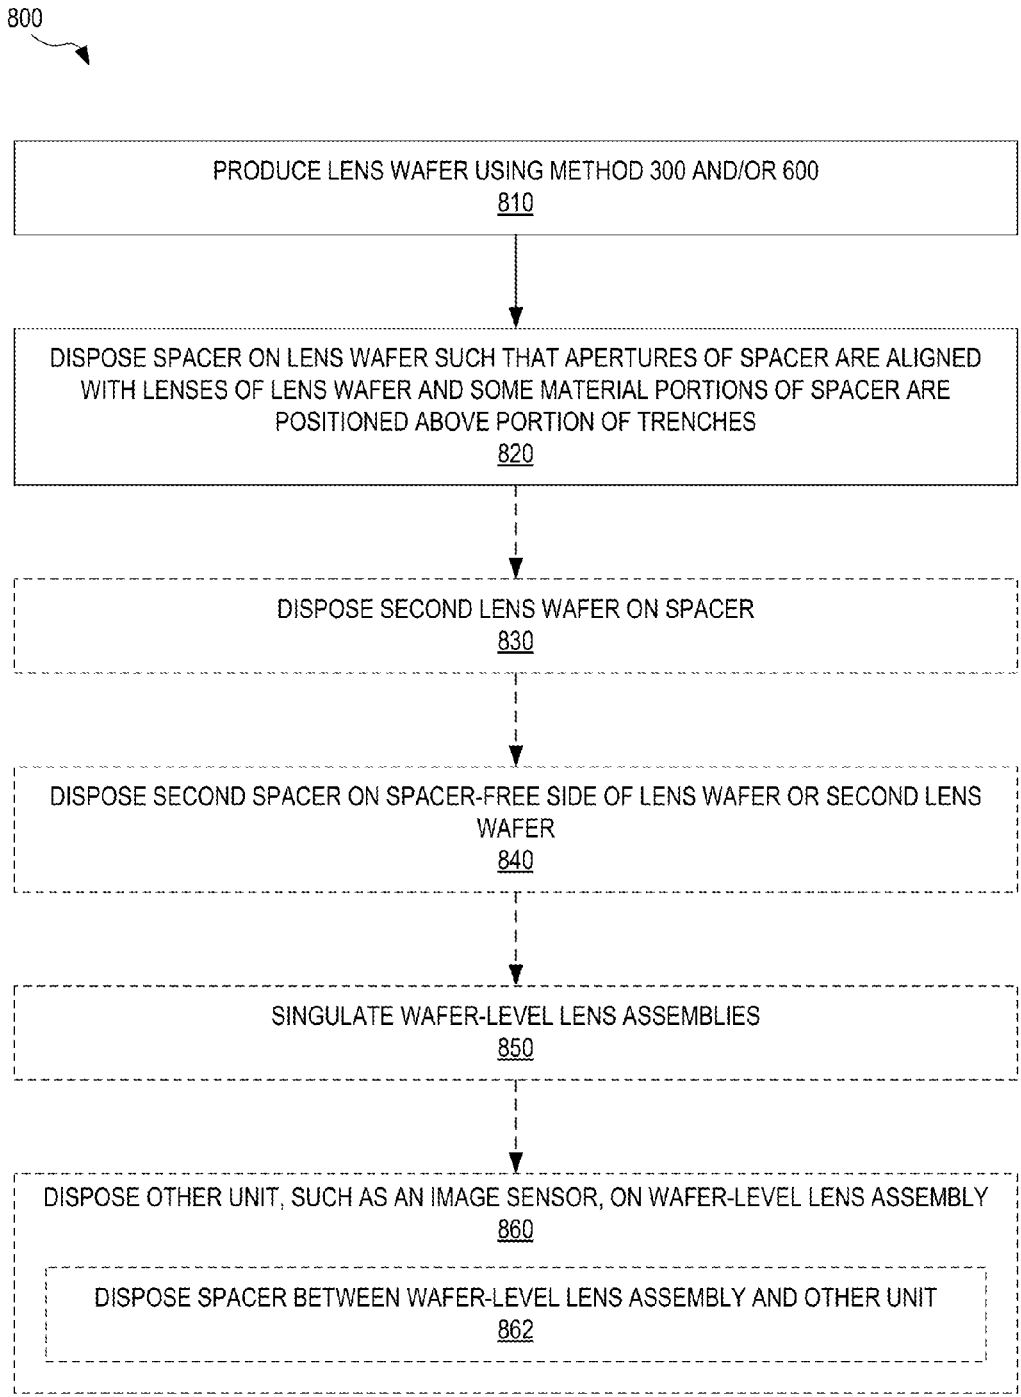 800
PRODUCE LENS WAFER USING METHOD 300 AND/OR 600
810
DISPOSE SPACER ON LENS WAFER SUCH THAT APERTURES OF SPACER ARE ALIGNED
WITH LENSES OF LENS WAFER AND SOME MATERIAL PORTIONS OF SPACER ARE
POSITIONED ABOVE PORTION OF TRENCHES
820
DISPOSE SECOND LENS WAFER ON SPACER
830
DISPOSE SECOND SPACER ON SPACER-FREE SIDE OF LENS WAFER OR SECOND LENS
WAFER
840
SINGULATE WAFER-LEVEL LENS ASSEMBLIES
850
DISPOSE OTHER UNIT, SUCH AS AN IMAGE SENSOR, ON WAFER-LEVEL LENS ASSEMBLY
860
DISPOSE SPACER BETWEEN WAFER-LEVEL LENS ASSEMBLY AND OTHER UNIT
862